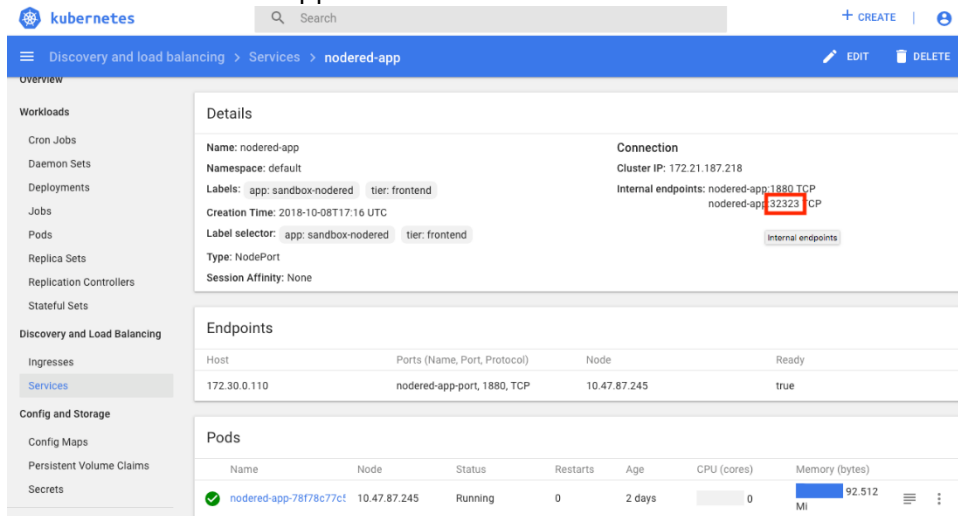 kubernetes
Search
+ CREATE
Discovery and load balancing > Services > nodered-app
EDIT
DELETE
Overview
Workloads
Cron Jobs
Daemon Sets
Deployments
Jobs
Pods
Replica Sets
Replication Controllers
Stateful Sets
Discovery and Load Balancing
Ingresses
Services
Config and Storage
Config Maps
Persistent Volume Claims
Secrets
Details
Name: nodered-app
Namespace: default
Labels: app: sandbox-nodered tier: frontend
Creation Time: 2018-10-08T17:16 UTC
Label selector: app: sandbox-nodered tier: frontend
Type: NodePort
Session Affinity: None
Connection
Cluster IP: 172.21.187.218
Internal endpoints: nodered-app:1880 TCP
nodered-app:32323 TCP
Internal endpoints
Endpoints
Host Ports (Name, Port, Protocol) Node Ready
172.30.0.110 nodered-app-port, 1880, TCP 10.47.87.245 true
Pods
Name Node Status Restarts Age CPU (cores) Memory (bytes)
nodered-app-78f78c77c5 10.47.87.245 Running 0 2 days 0 92.512
Mi